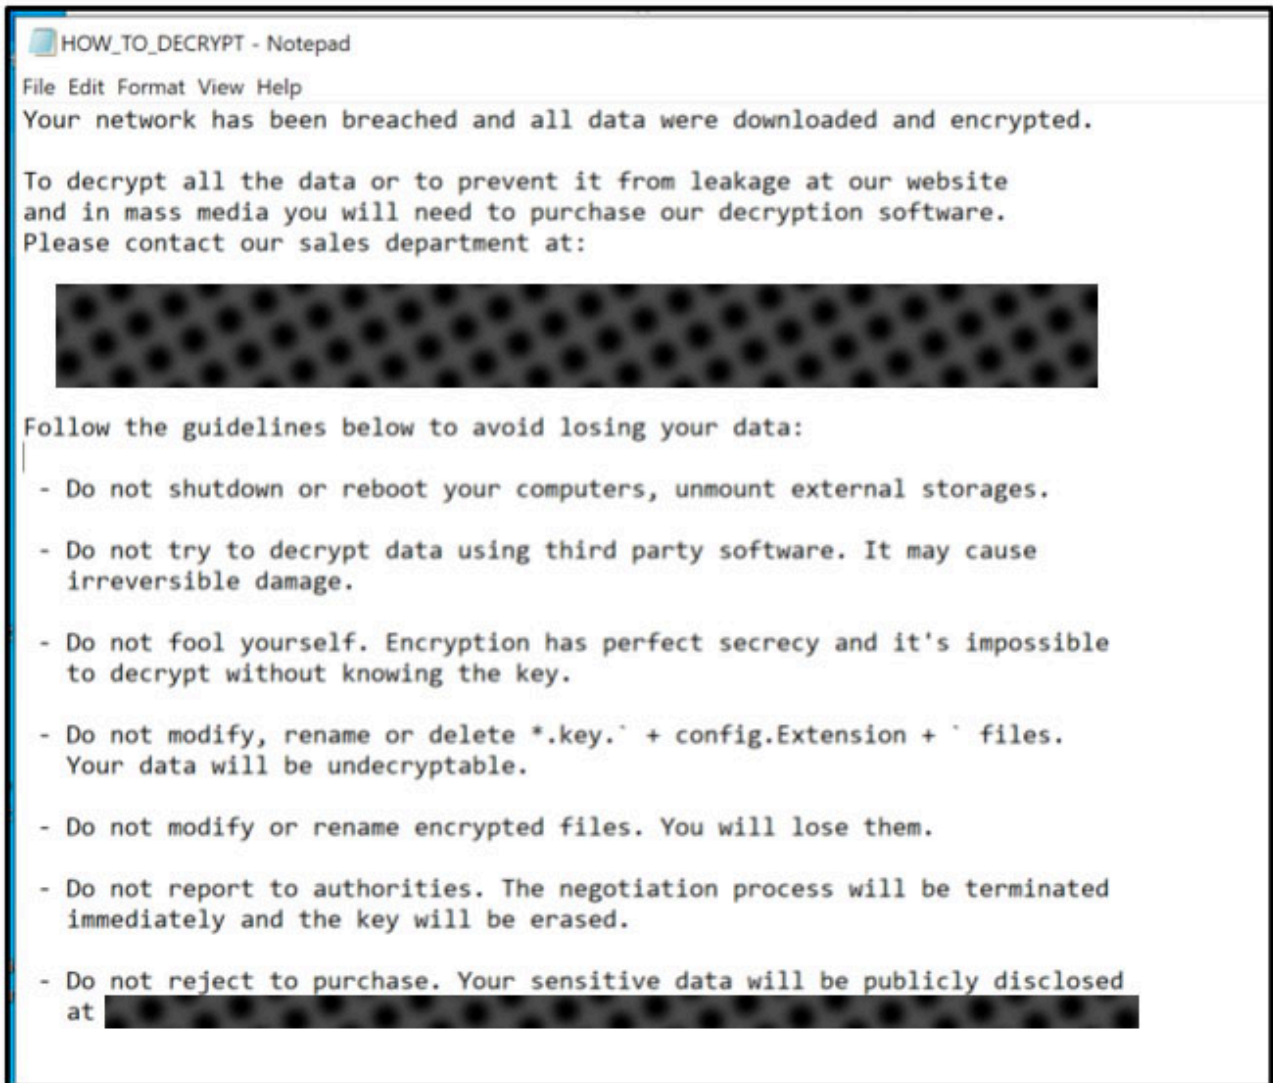 HOW_TO_DECRYPT - Notepad
File Edit Format View Help
Your network has been breached and all data were downloaded and encrypted.
To decrypt all the data or to prevent it from leakage at our website
and in mass media you will need to purchase our decryption software.
Please contact our sales department at:
Follow the guidelines below to avoid losing your data:
- Do not shutdown or reboot your computers, unmount external storages.
- Do not try to decrypt data using third party software. It may cause
irreversible damage.
- Do not fool yourself. Encryption has perfect secrecy and it's impossible
to decrypt without knowing the key.
- Do not modify, rename or delete *.key.` + config.Extension + ` files.
Your data will be undecryptable.
- Do not modify or rename encrypted files. You will lose them.
- Do not report to authorities. The negotiation process will be terminated
immediately and the key will be erased.
- Do not reject to purchase. Your sensitive data will be publicly disclosed
at